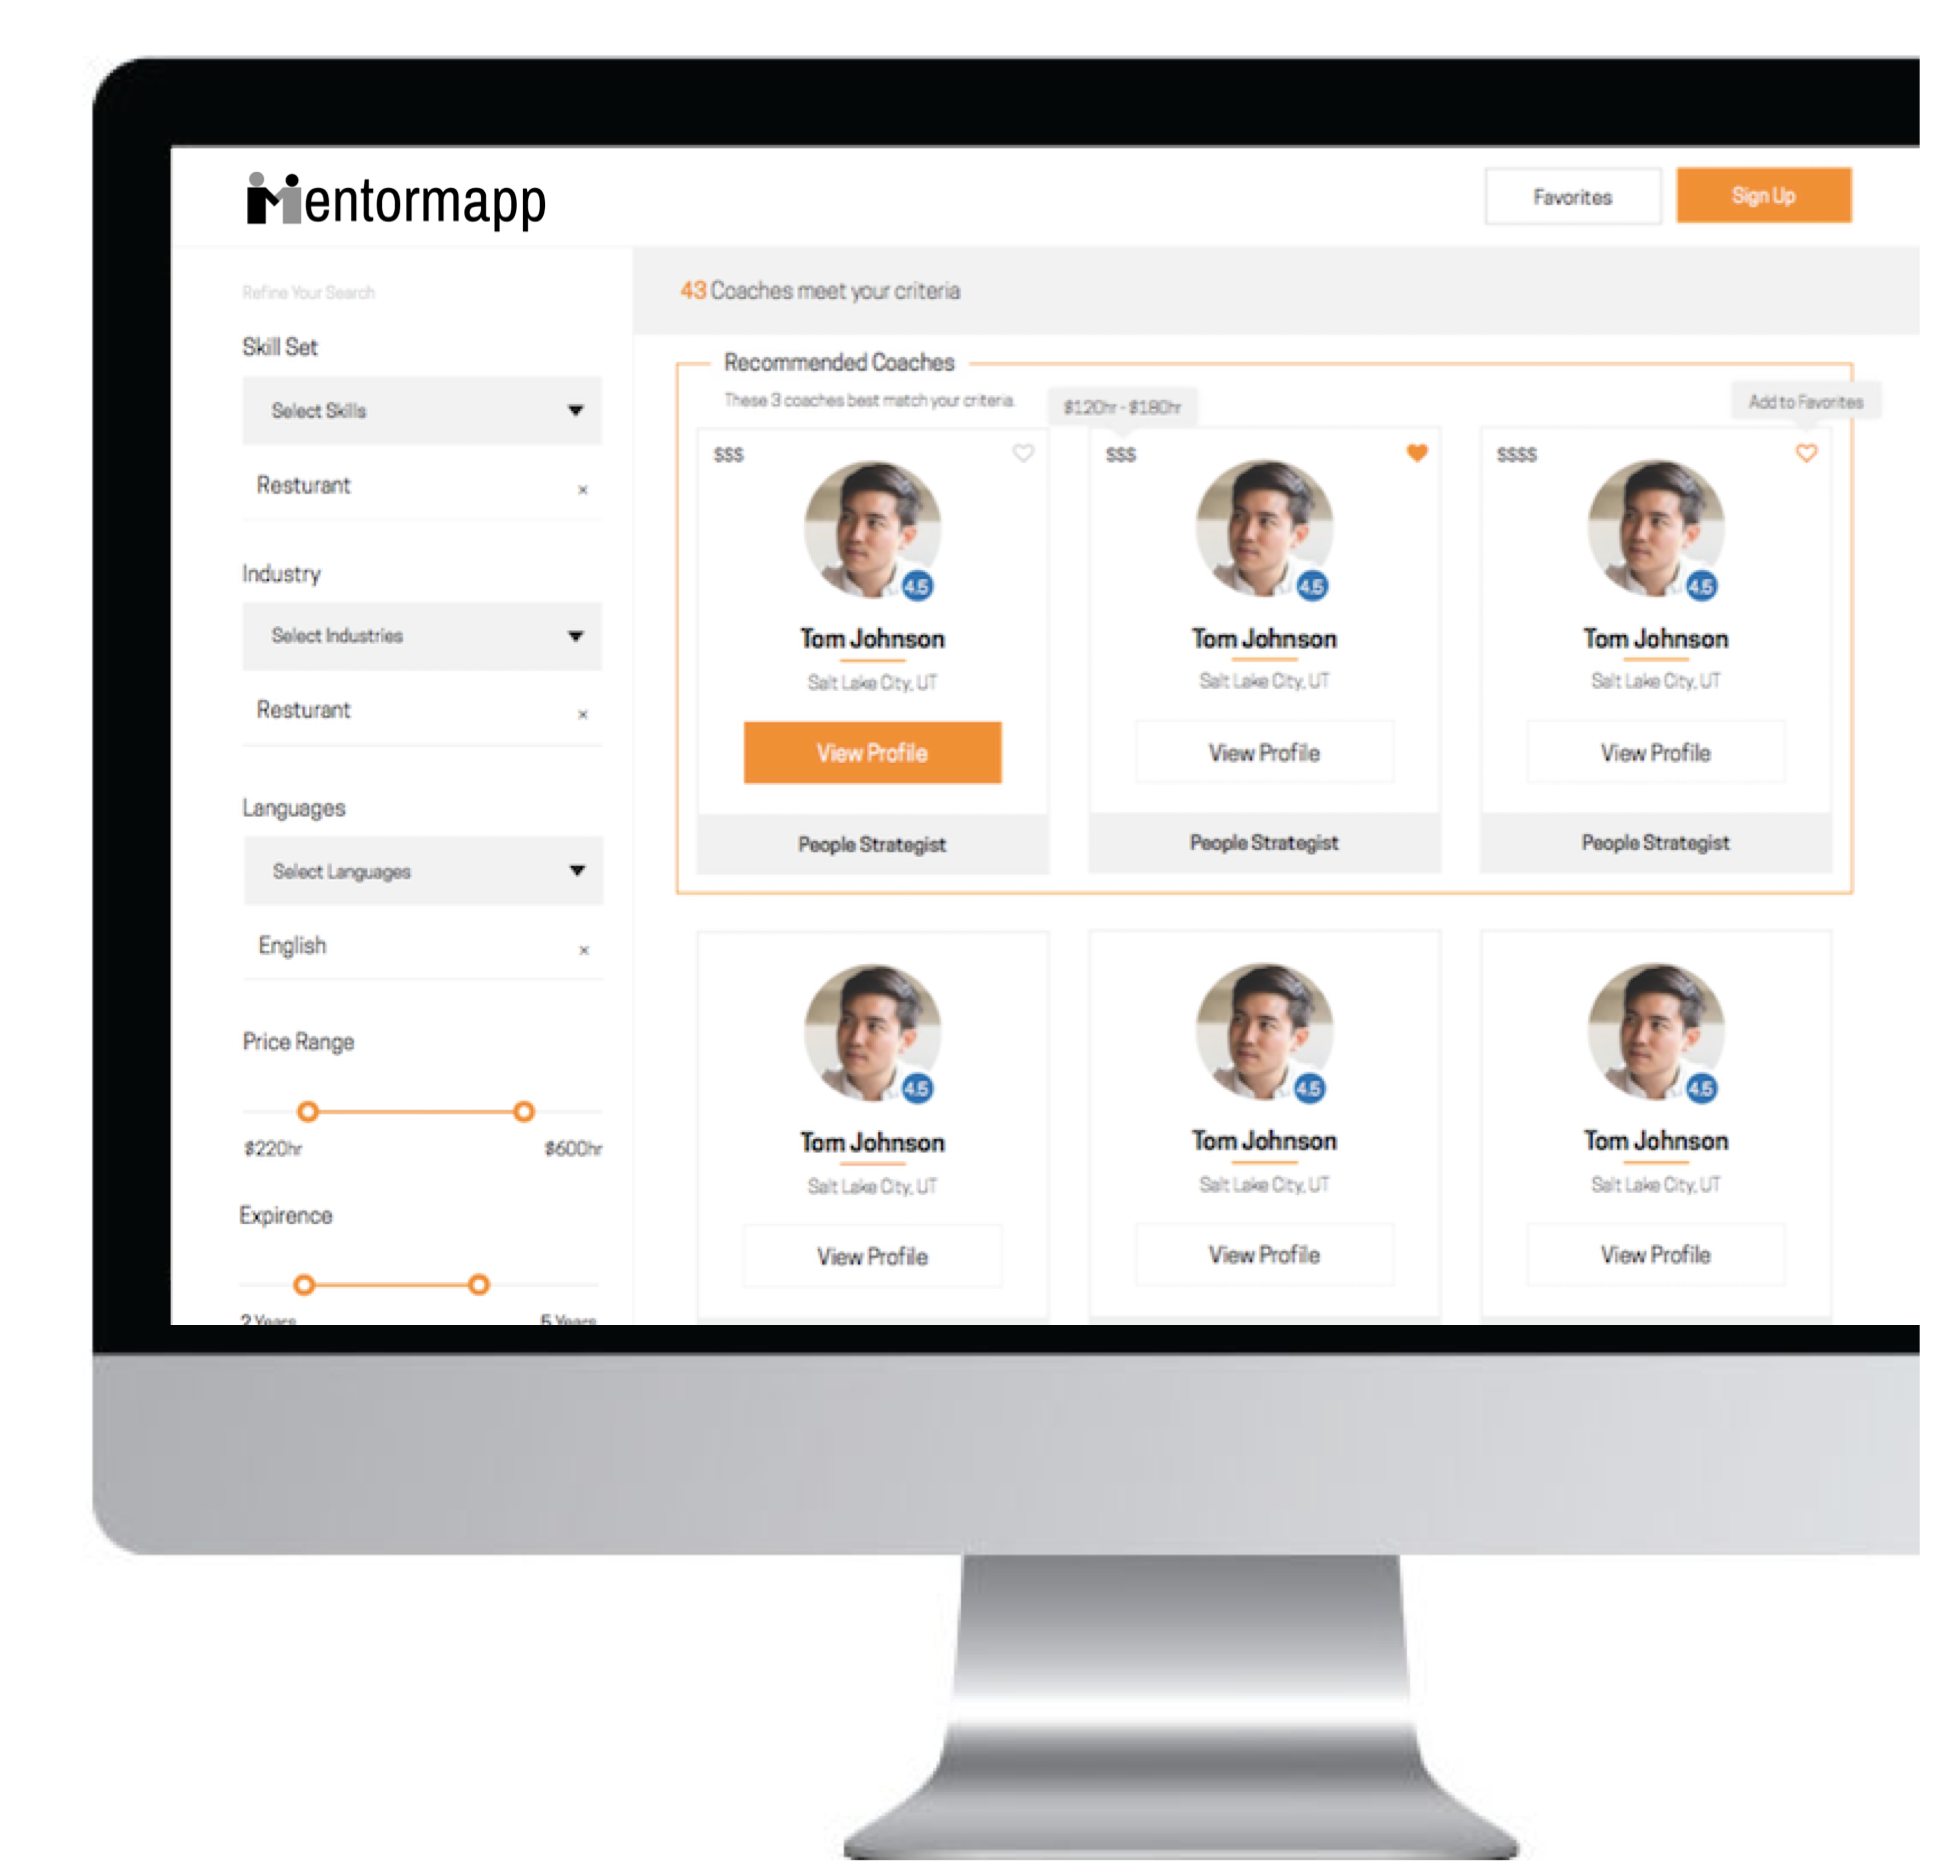 Mentormapp
Favorites
Sign Up
Refine Your Search
Skill Set
Select Skills
Resturant
×
Industry
Select Industries
Resturant
×
Languages
Select Languages
English
×
Price Range
$220hr
$600hr
Expirence
2 Years
5 Years
43 Coaches meet your criteria
Recommended Coaches
These 3 coaches best match your criteria.
$120hr - $180hr
Add to Favorites
$$$
4.5
Tom Johnson
Salt Lake City, UT
View Profile
People Strategist
$$$
4.5
Tom Johnson
Salt Lake City, UT
View Profile
People Strategist
$$$$
4.5
Tom Johnson
Salt Lake City, UT
View Profile
People Strategist
4.5
Tom Johnson
Salt Lake City, UT
View Profile
4.5
Tom Johnson
Salt Lake City, UT
View Profile
4.5
Tom Johnson
Salt Lake City, UT
View Profile